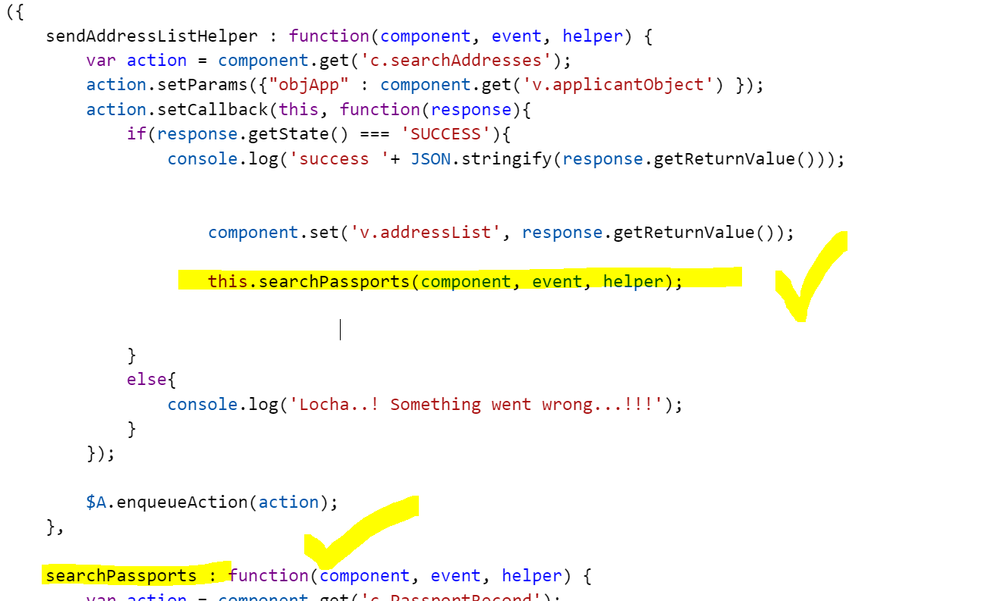 ({
sendAddressListHelper : function(component, event, helper) {
var action = component.get('c.searchAddresses');
action.setParams({"objApp" : component.get('v.applicantObject') });
action.setCallback(this, function(response){
if(response.getState() === 'SUCCESS'){
console.log('success '+ JSON.stringify(response.getReturnValue()));
component.set('v.addressList', response.getReturnValue());
this.searchPassports(component, event, helper);
}
else{
console.log('Locha..! Something went wrong...!!!');
}
});
$A.enqueueAction(action);
},
searchPassports : function(component, event, helper) {
var action = component.get('c.PassportRecond');